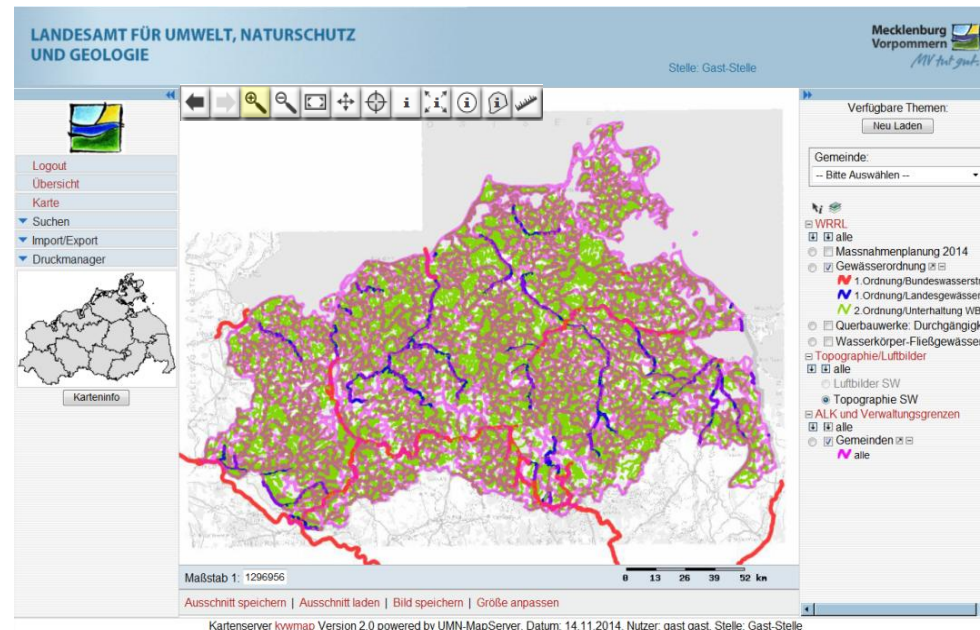 LANDESAMT FÜR UMWELT, NATURSCHUTZ
UND GEOLOGIE
Stelle: Gast-Stelle
Mecklenburg
Vorpommern
MV tut gut.
Logout
Übersicht
Karte
Suchen
Import/Export
Druckmanager
Karteninfo
Maßstab 1: 1296956
0 13 26 39 52 km
Ausschnitt speichern | Ausschnitt laden | Bild speichern | Größe anpassen
Verfügbare Themen:
Neu Laden
Gemeinde:
-- Bitte Auswählen --
WRRL
alle
Massnahmenplanung 2014
Gewässerordnung
1.Ordnung/Bundeswasserstr
1.Ordnung/Landesgewässer
2.Ordnung/Unterhaltung WB
Querbauwerke: Durchgängigk
Wasserkörper-Fließgewässer
Topographie/Luftbilder
alle
Luftbilder SW
Topographie SW
ALK und Verwaltungsgrenzen
alle
Gemeinden
alle
Kartenserver kvwmap Version 2.0 powered by UMN-MapServer, Datum: 14.11.2014, Nutzer: gast gast, Stelle: Gast-Stelle